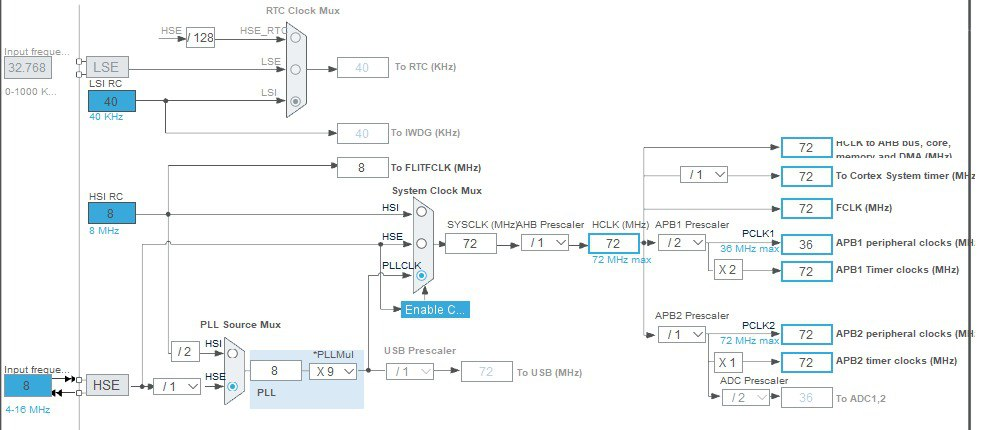 RTC Clock Mux
HSE
/ 128
HSE_RTC
Input freque...
32.768
0-1000 K...
LSE
LSE
40
To RTC (KHz)
LSI RC
40
40 KHz
LSI
40
To IWDG (KHz)
8
To FLITFCLK (MHz)
System Clock Mux
HSI RC
8
8 MHz
HSI
HSE
PLLCLK
Enable C...
SYSCLK (MHz)
72
AHB Prescaler
/ 1
HCLK (MHz)
72
72 MHz max
72
HCLK to AHB bus, core,
memory and DMA (MHz)
/ 1
72
To Cortex System timer (MHz
72
FCLK (MHz)
APB1 Prescaler
/ 2
PCLK1
36 MHz max
36
APB1 peripheral clocks (MH
X 2
72
APB1 Timer clocks (MHz)
APB2 Prescaler
/ 1
PCLK2
72 MHz max
72
APB2 peripheral clocks (MH
X 1
72
APB2 timer clocks (MHz)
ADC Prescaler
/ 2
36
To ADC1,2
PLL Source Mux
/ 2
HSI
Input freque...
8
4-16 MHz
HSE
/ 1
HSE
8
PLL
*PLLMul
X 9
USB Prescaler
/ 1
72
To USB (MHz)